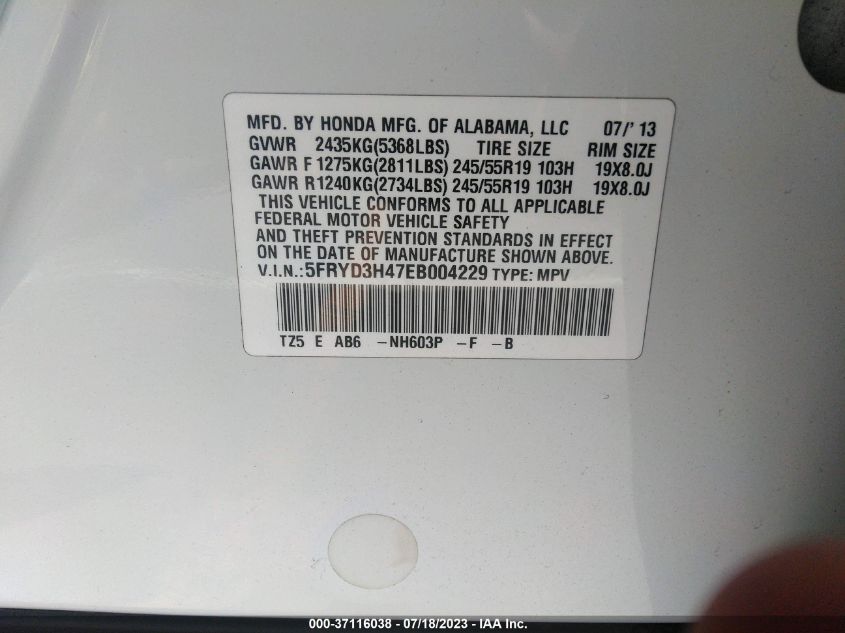 MFD. BY HONDA MFG. OF ALABAMA, LLC 07/' 13
GVWR 2435KG(5368LBS) TIRE SIZE RIM SIZE
GAWR F 1275KG(2811LBS) 245/55R19 103H 19X8.0J
GAWR R1240KG(2734LBS) 245/55R19 103H 19X8.0J
THIS VEHICLE CONFORMS TO ALL APPLICABLE
FEDERAL MOTOR VEHICLE SAFETY
AND THEFT PREVENTION STANDARDS IN EFFECT
ON THE DATE OF MANUFACTURE SHOWN ABOVE.
V.I.N.:5FRYD3H47EB004229 TYPE: MPV
TZ5 E AB6 -NH603P -F -B
000-37116038 - 07/18/2023 - IAA Inc.